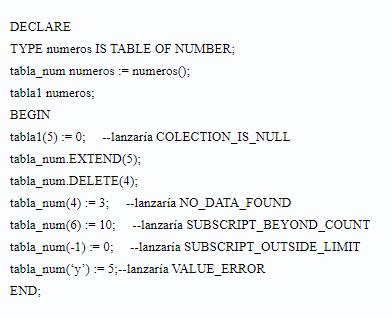 DECLARE
TYPE numeros IS TABLE OF NUMBER;
tabla_num numeros := numeros();
tabla1 numeros;
BEGIN
tabla1(5) := 0; --lanzaría COLECTION_IS_NULL
tabla_num.EXTEND(5);
tabla_num.DELETE(4);
tabla_num(4) := 3; --lanzaría NO_DATA_FOUND
tabla_num(6) := 10; --lanzaría SUBSCRIPT_BEYOND_COUNT
tabla_num(-1) := 0; --lanzaría SUBSCRIPT_OUTSIDE_LIMIT
tabla_num(‘y’) := 5;--lanzaría VALUE_ERROR
END;